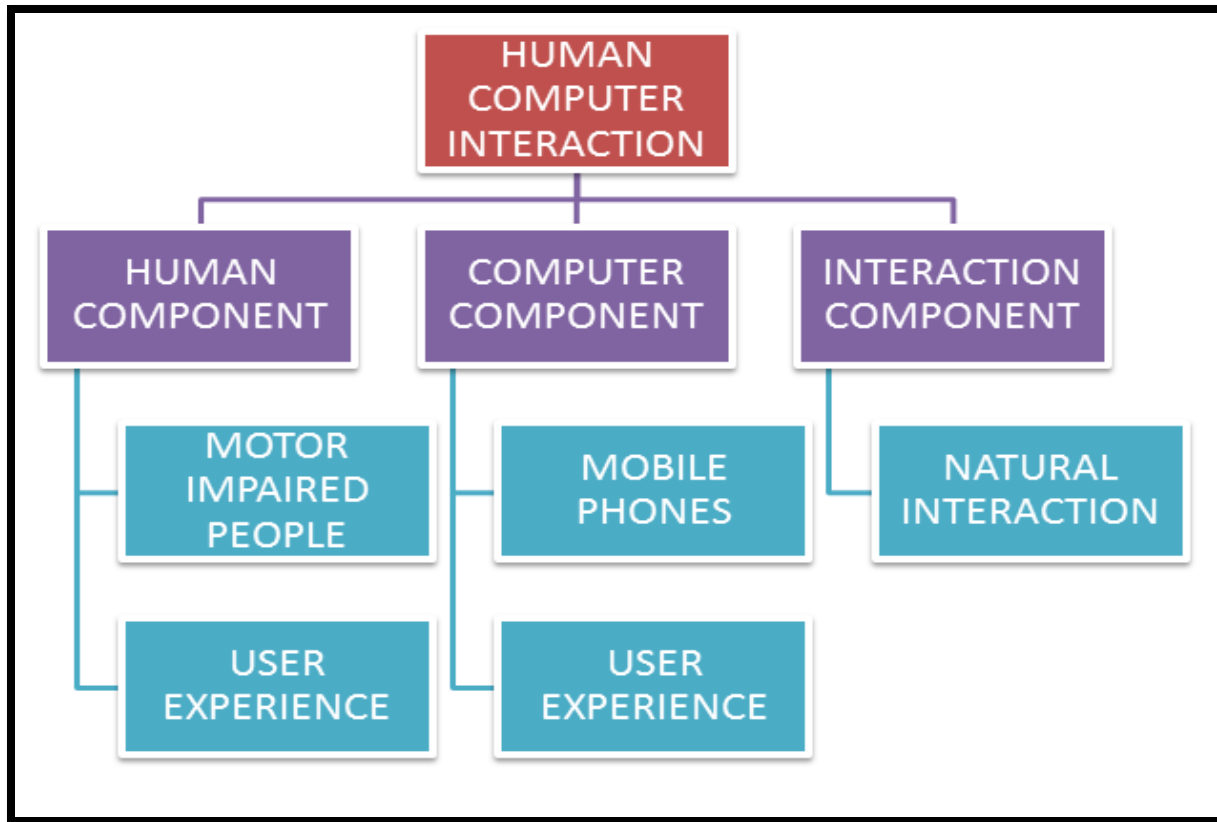 HUMAN
COMPUTER
INTERACTION
HUMAN
COMPONENT
COMPUTER
COMPONENT
INTERACTION
COMPONENT
MOTOR
IMPAIRED
PEOPLE
MOBILE
PHONES
NATURAL
INTERACTION
USER
EXPERIENCE
USER
EXPERIENCE